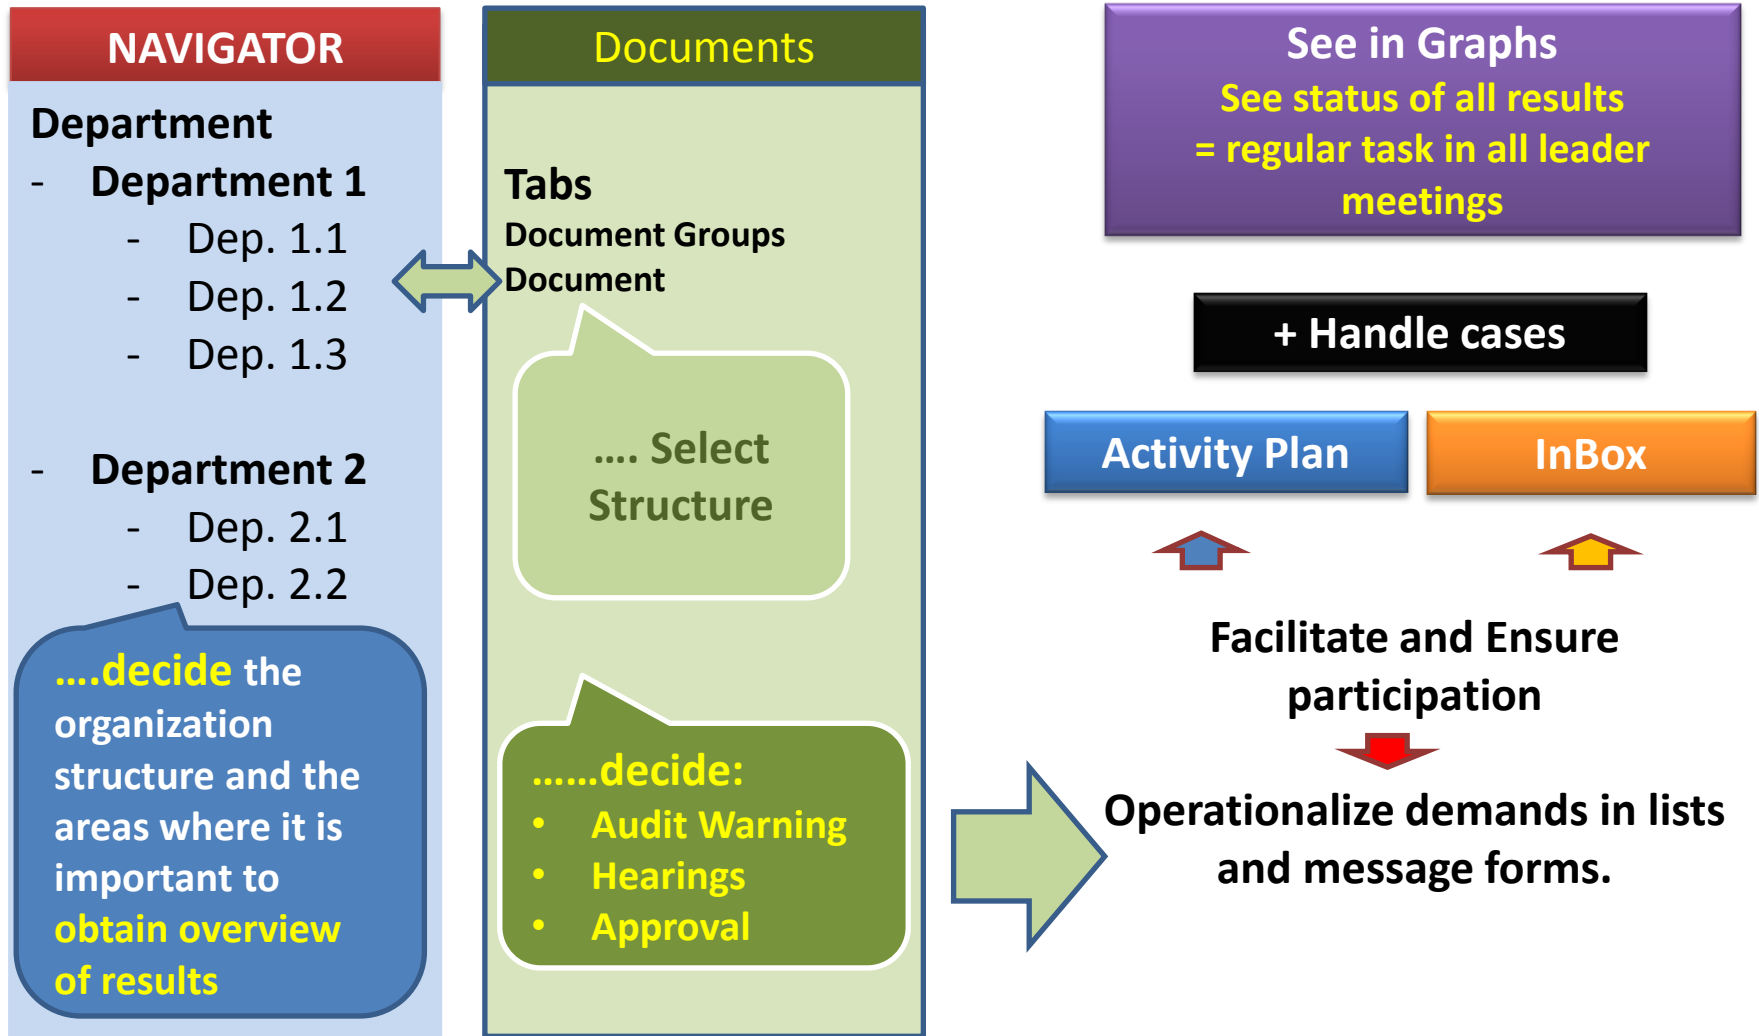 NAVIGATOR
Department
- Department 1
- Dep. 1.1
- Dep. 1.2
- Dep. 1.3
- Department 2
- Dep. 2.1
- Dep. 2.2
....decide the
organization
structure and the
areas where it is
important to
obtain overview
of results
Documents
Tabs
Document Groups
Document
.... Select
Structure
......decide:
• Audit Warning
• Hearings
• Approval
See in Graphs
See status of all results
= regular task in all leader
meetings
+ Handle cases
Activity Plan
InBox
Facilitate and Ensure
participation
Operationalize demands in lists
and message forms.